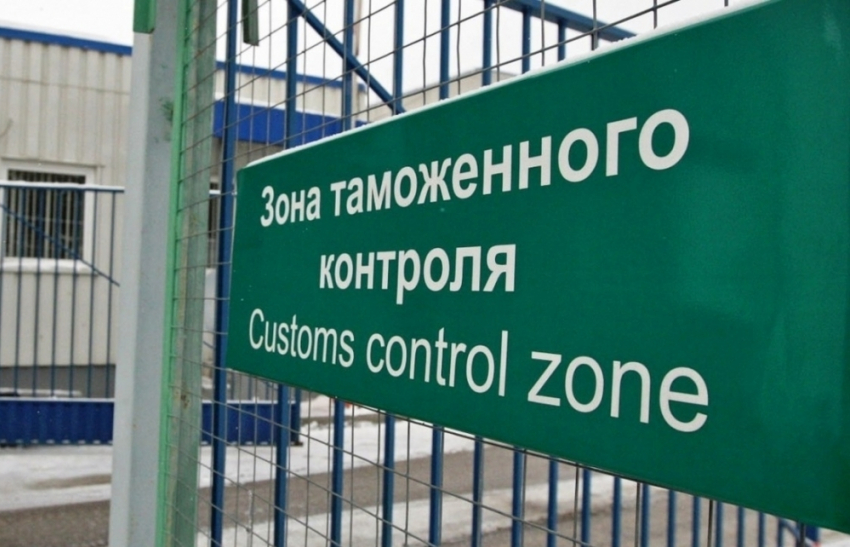 Зона таможенного
контроля
Customs control zone